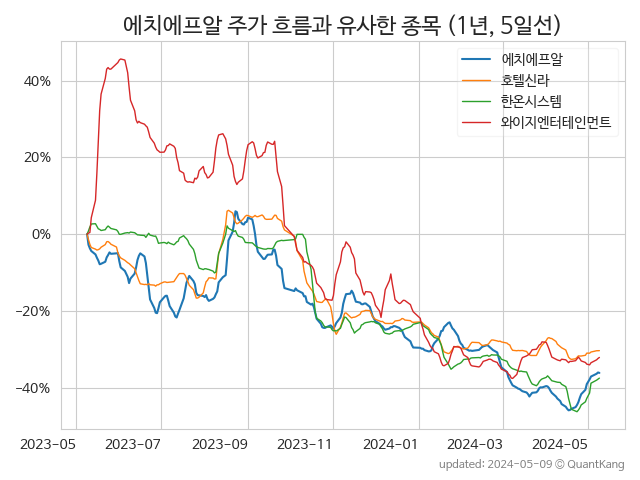 에치에프알 주가 흐름과 유사한 종목 (1년, 5일선)
에치에프알
호텔신라
한온시스템
와이지엔터테인먼트
40%
20%
0%
−20%
−40%
2023-05 2023-07 2023-09 2023-11 2024-01 2024-03 2024-05
updated: 2024-05-09 © QuantKang